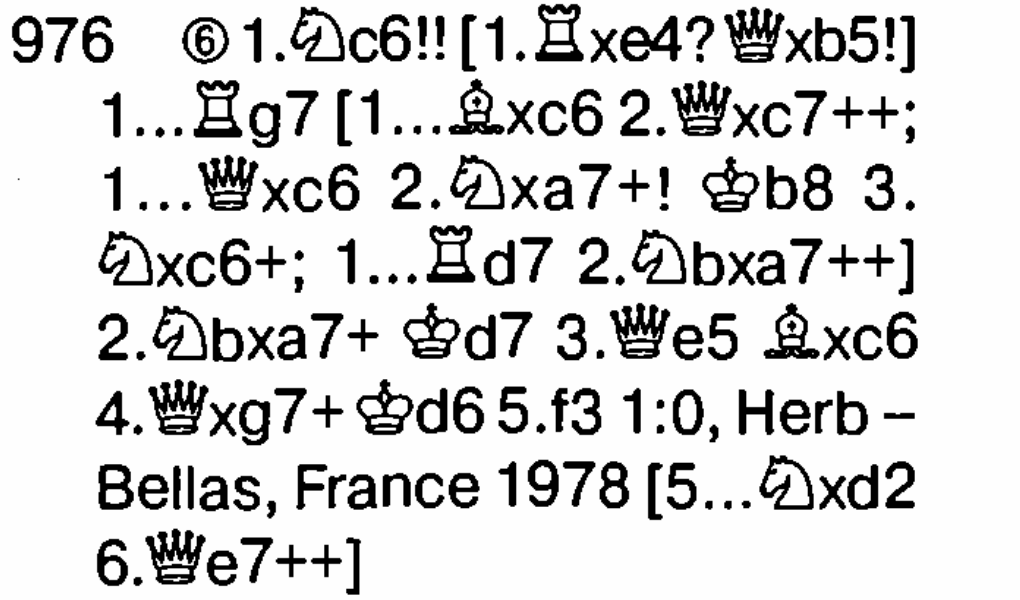 976 ⑥ 1.♘c6!! [1.♖xe4? ♕xb5!]
1...♖g7 [1...♗xc6 2.♕xc7++;
1...♕xc6 2.♘xa7+! ♔b8 3.
♘xc6+; 1...♖d7 2.♘bxa7++]
2.♘bxa7+ ♔d7 3.♕e5 ♗xc6
4.♕xg7+ ♔d6 5.f3 1:0, Herb –
Bellas, France 1978 [5...♘xd2
6.♕e7++]